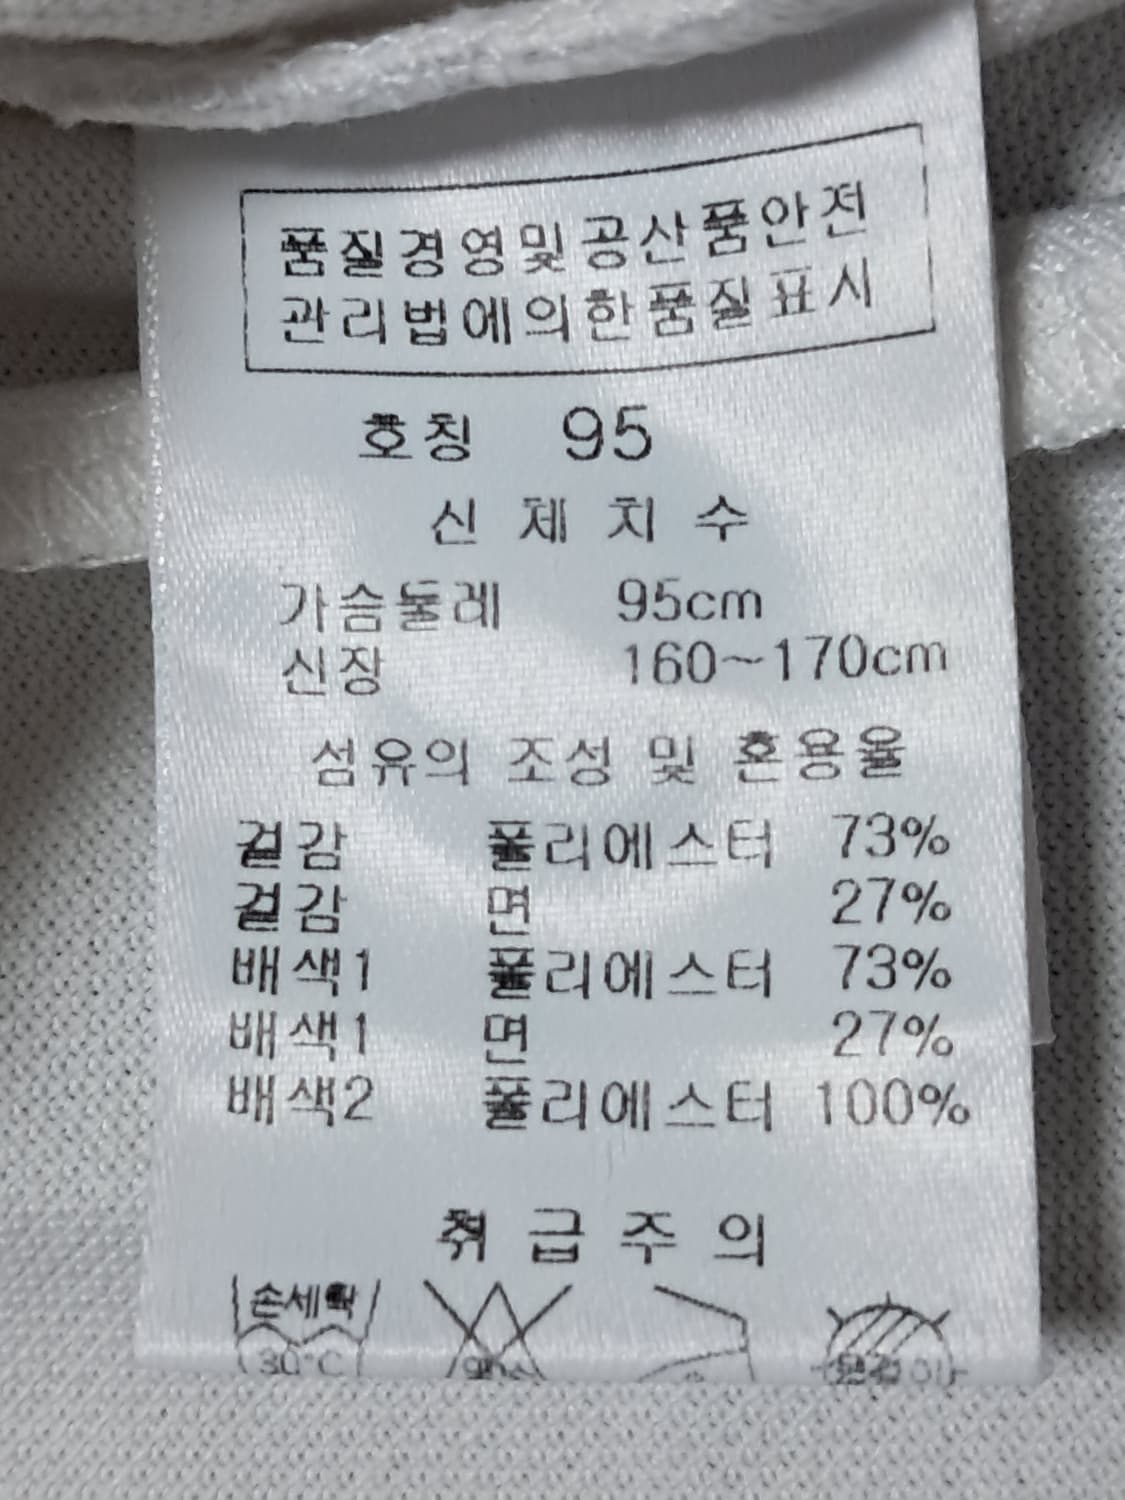 품질경영및공산품안전
관리법에의한품질표시
호칭 95
신체치수
가슴둘레 95cm
신장 160~170cm
섬유의 조성 및 혼용율
겉감 폴리에스터 73%
겉감 면 27%
배색1 폴리에스터 73%
배색1 면 27%
배색2 폴리에스터 100%
취급주의
손세탁
30°C